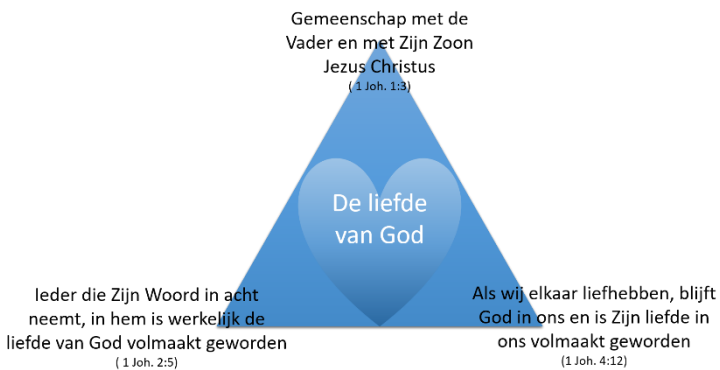 Gemeenschap met de
Vader en met Zijn Zoon
Jezus Christus
( 1 Joh. 1:3)
De liefde
van God
Ieder die Zijn Woord in acht
neemt, in hem is werkelijk de
liefde van God volmaakt geworden
( 1 Joh. 2:5)
Als wij elkaar liefhebben, blijft
God in ons en is Zijn liefde in
ons volmaakt geworden
(1 Joh. 4:12)